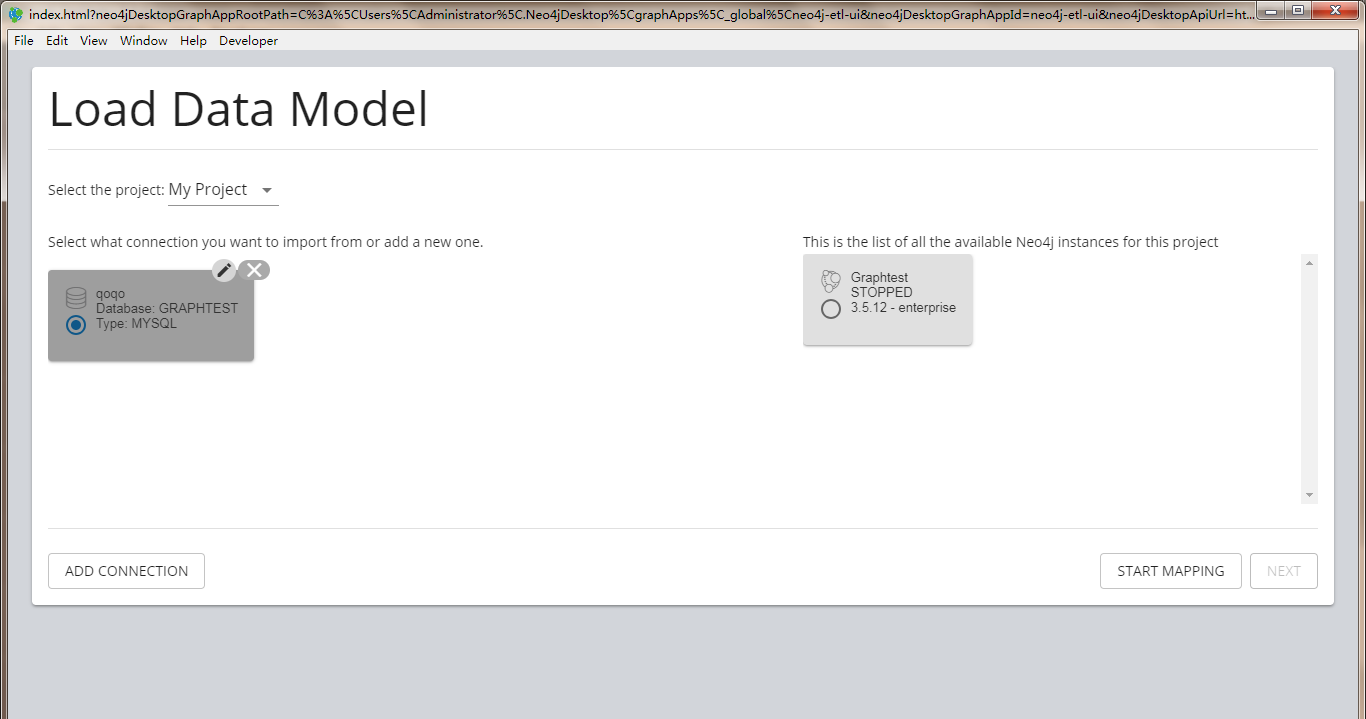 index.html?neo4jDesktopGraphAppRootPath=C%3A%5CUsers%5CAdministrator%5C.Neo4jDesktop%5CgraphApps%5C_global%5Cneo4j-etl-ui&neo4jDesktopGraphAppId=neo4j-etl-ui&neo4jDesktopApiUrl=ht...
File Edit View Window Help Developer
Load Data Model
Select the project: My Project
Select what connection you want to import from or add a new one.
qoqo
Database: GRAPHTEST
Type: MYSQL
This is the list of all the available Neo4j instances for this project
Graphtest
STOPPED
3.5.12 - enterprise
ADD CONNECTION
START MAPPING
NEXT